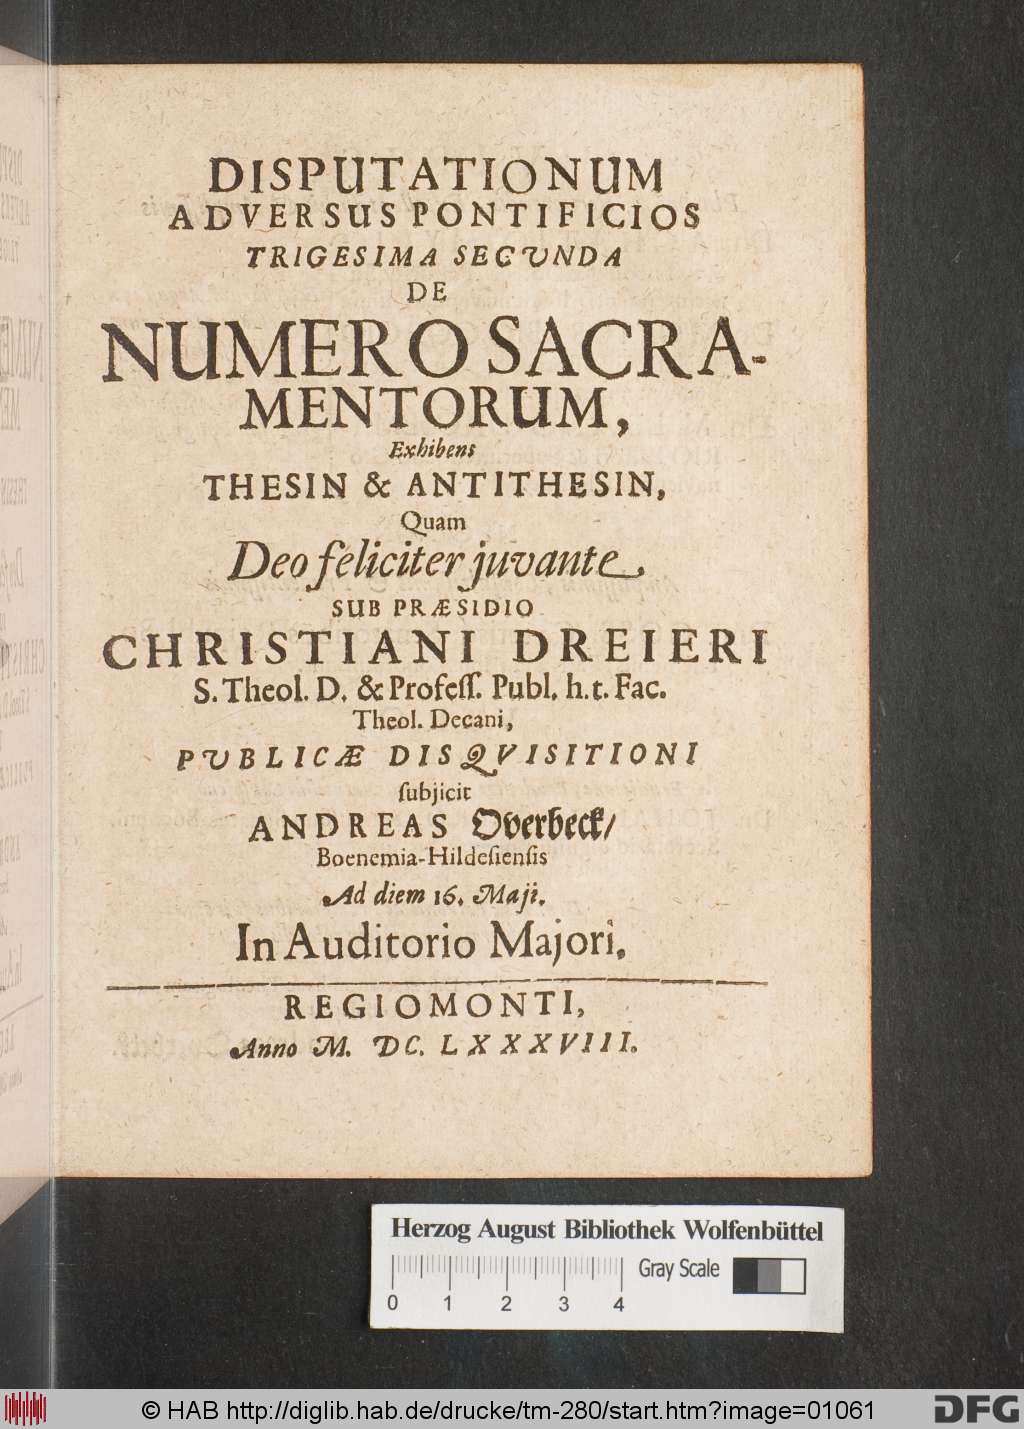 DISPUTATIONUM
ADVERSUS PONTIFICIOS
TRIGESIMA SECVNDA
DE
NUMERO SACRA-
MENTORUM,
Exhibens
THESIN & ANTITHESIN,
Quam
Deo feliciter juvante,
SUB PRÆSIDIO
CHRISTIANI DREIERI
S. Theol. D. & Profeſſ. Publ. h. t. Fac.
Theol. Decani,
PUBLICÆ DISQVISITIONI
ſubjicit
ANDREAS Overbeck/
Boenemia-Hildeſienſis
Ad diem 16. Maji.
In Auditorio Majori.
REGIOMONTI,
Anno M. DC. LXXXVIII.
Herzog August Bibliothek Wolfenbüttel
0 1 2 3 4 Gray Scale
© HAB http://diglib.hab.de/drucke/tm-280/start.htm?image=01061
DFG